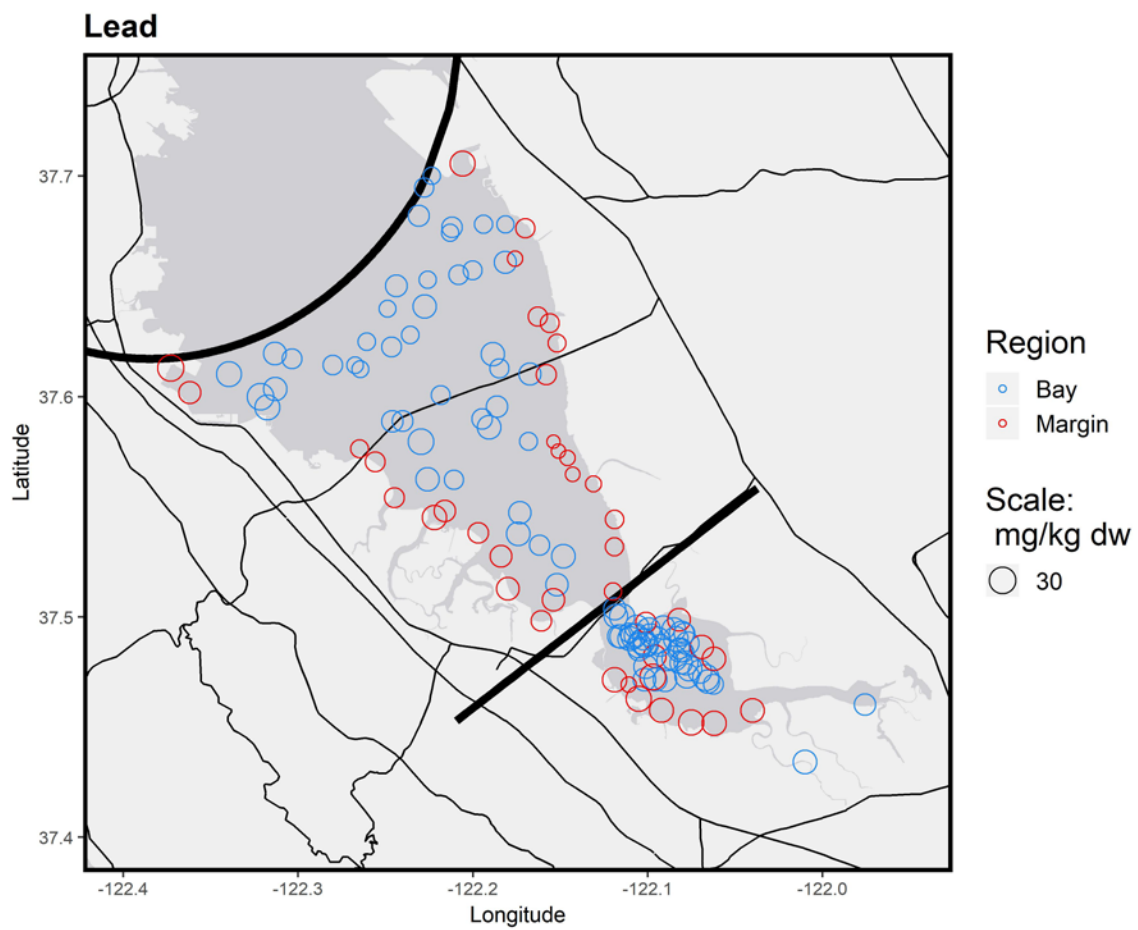 Lead
37.7
37.6
37.5
37.4
Latitude
-122.4
-122.3
-122.2
-122.1
-122.0
Longitude
Region
Bay
Margin
Scale:
mg/kg dw
30